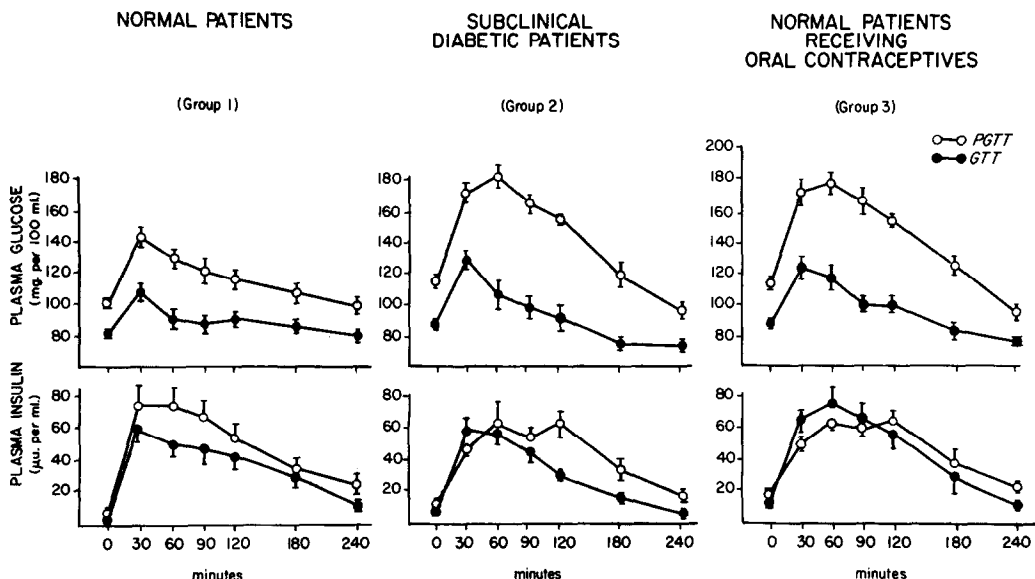 NORMAL PATIENTS
(Group 1)
SUBCLINICAL
DIABETIC PATIENTS
(Group 2)
NORMAL PATIENTS
RECEIVING
ORAL CONTRACEPTIVES
(Group 3)
PGTT
GTT
PLASMA GLUCOSE
(mg. per 100 ml.)
180
160
140
120
100
80
180
160
140
120
100
80
200
180
160
140
120
100
80
PLASMA INSULIN
(μu. per ml.)
80
60
40
20
80
60
40
20
80
60
40
20
0 30 60 90 120 180 240
0 30 60 90 120 180 240
0 30 60 90 120 180 240
minutes
minutes
minutes